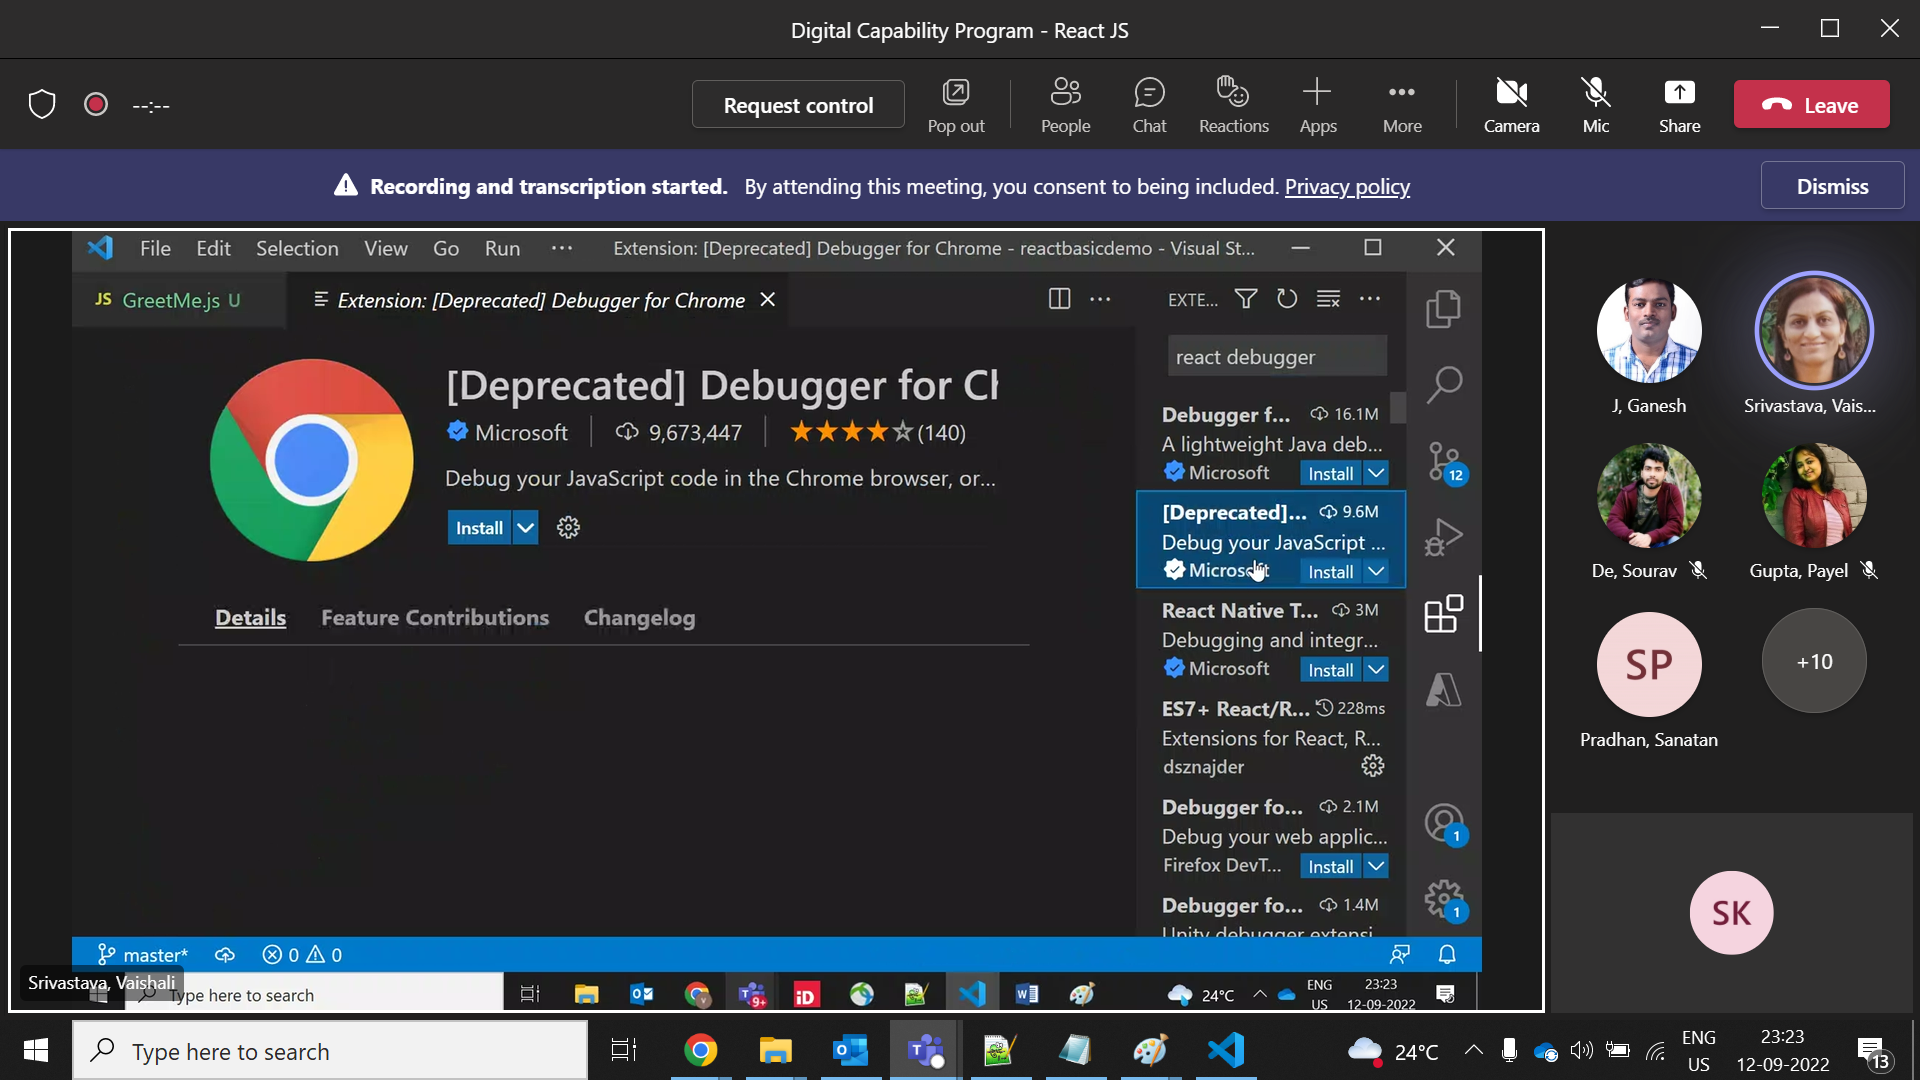 Digital Capability Program - React JS
--:--
Request control
Pop out
People
Chat
Reactions
Apps
More
Camera
Mic
Share
Leave
Recording and transcription started. By attending this meeting, you consent to being included. Privacy policy
Dismiss
File Edit Selection View Go Run ··· Extension: [Deprecated] Debugger for Chrome - reactbasicdemo - Visual St...
JS GreetMe.js U
Extension: [Deprecated] Debugger for Chrome
EXTE...
react debugger
[Deprecated] Debugger for Cl
Microsoft 9,673,447 (140)
Debug your JavaScript code in the Chrome browser, or...
Install
Details Feature Contributions Changelog
Debugger f... 16.1M
A lightweight Java deb...
Microsoft Install
[Deprecated]... 9.6M
Debug your JavaScript ...
Microsoft Install
React Native T... 3M
Debugging and integr...
Microsoft Install
ES7+ React/R... 228ms
Extensions for React, R...
dsznajder
Debugger fo... 2.1M
Debug your web applic...
Firefox DevT... Install
Debugger fo... 1.4M
Unity debugger extensi
12
1
1
master* 0 0
Srivastava, Vaishali
Type here to search
9+
iD
24°C
ENG
US
23:23
12-09-2022
J, Ganesh
Srivastava, Vais...
De, Sourav
Gupta, Payel
SP
Pradhan, Sanatan
+10
SK
Type here to search
24°C
ENG
US
23:23
12-09-2022
13